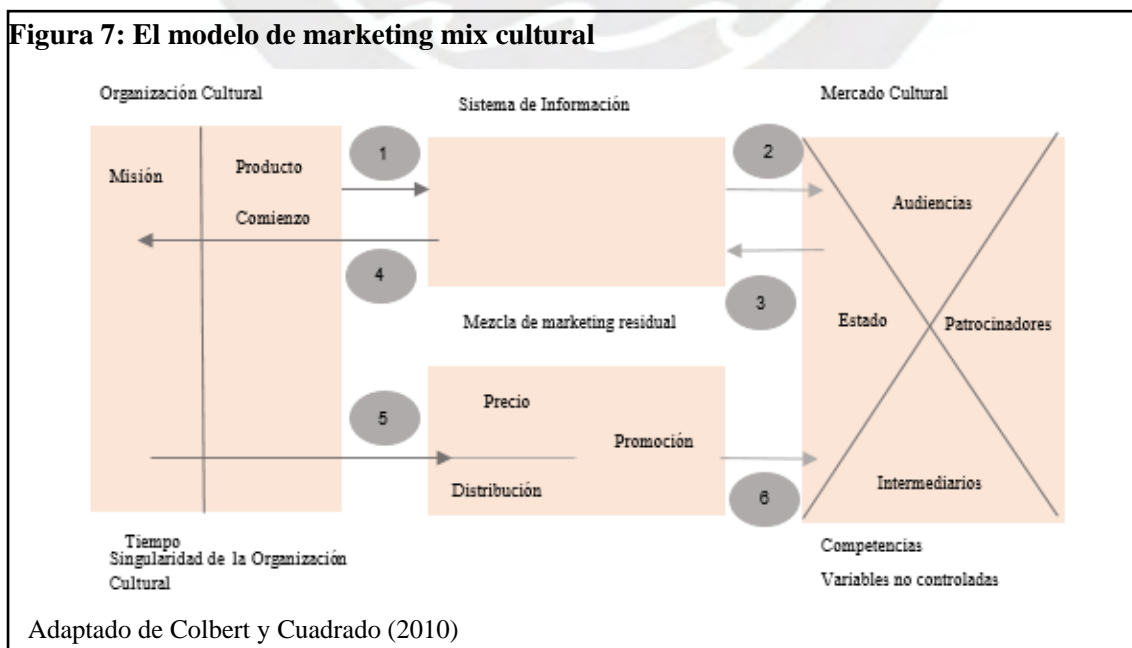 Figura 7: El modelo de marketing mix cultural
Organización Cultural
Sistema de Información
Mercado Cultural
Misión
Producto
Comienzo
1
2
Audiencias
4
3
Mezcla de marketing residual
Estado
Patrocinadores
5
Precio
Promoción
Distribución
6
Intermediarios
Tiempo
Singularidad de la Organización
Cultural
Competencias
Variables no controladas
Adaptado de Colbert y Cuadrado (2010)